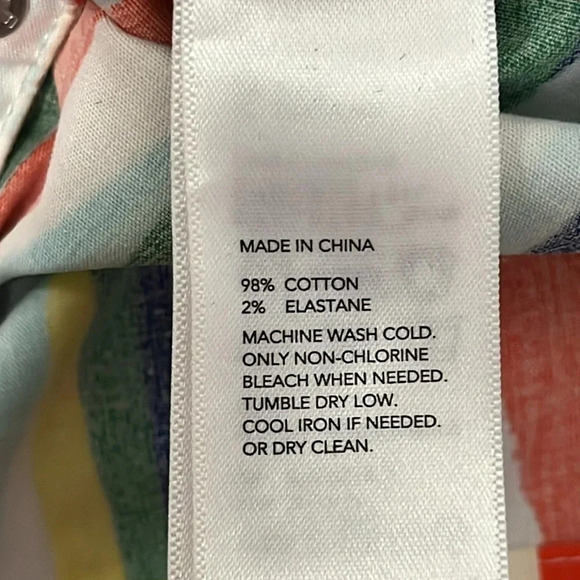 MADE IN CHINA
98% COTTON
2% ELASTANE
MACHINE WASH COLD.
ONLY NON-CHLORINE
BLEACH WHEN NEEDED.
TUMBLE DRY LOW.
COOL IRON IF NEEDED.
OR DRY CLEAN.